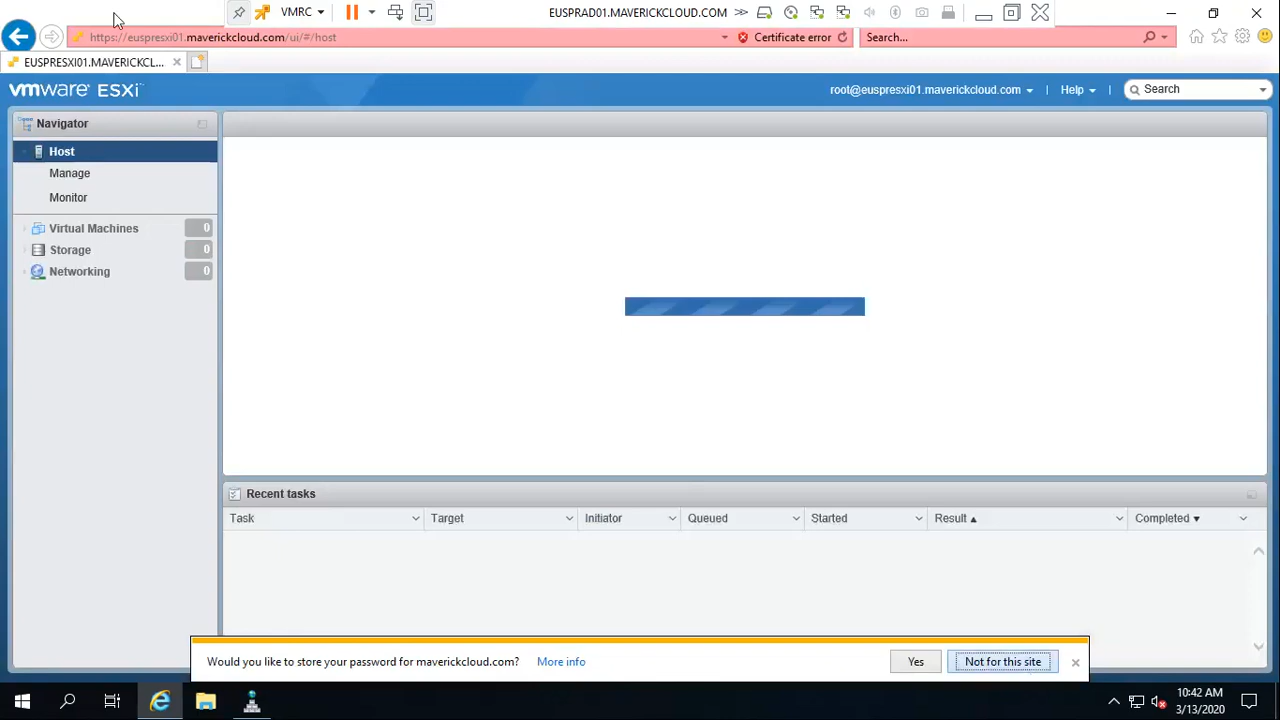 VMRC
EUSPRAD01.MAVERICKCLOUD.COM
https://euspresxi01.maverickcloud.com/ui/#/host
Certificate error
Search...
EUSPRESXI01.MAVERICKCL...
vmware ESXi
root@euspresxi01.maverickcloud.com
Help
Search
Navigator
Host
Manage
Monitor
Virtual Machines 0
Storage 0
Networking 0
Recent tasks
Task Target Initiator Queued Started Result Completed
Would you like to store your password for maverickcloud.com? More info Yes Not for this site
10:42 AM
3/13/2020